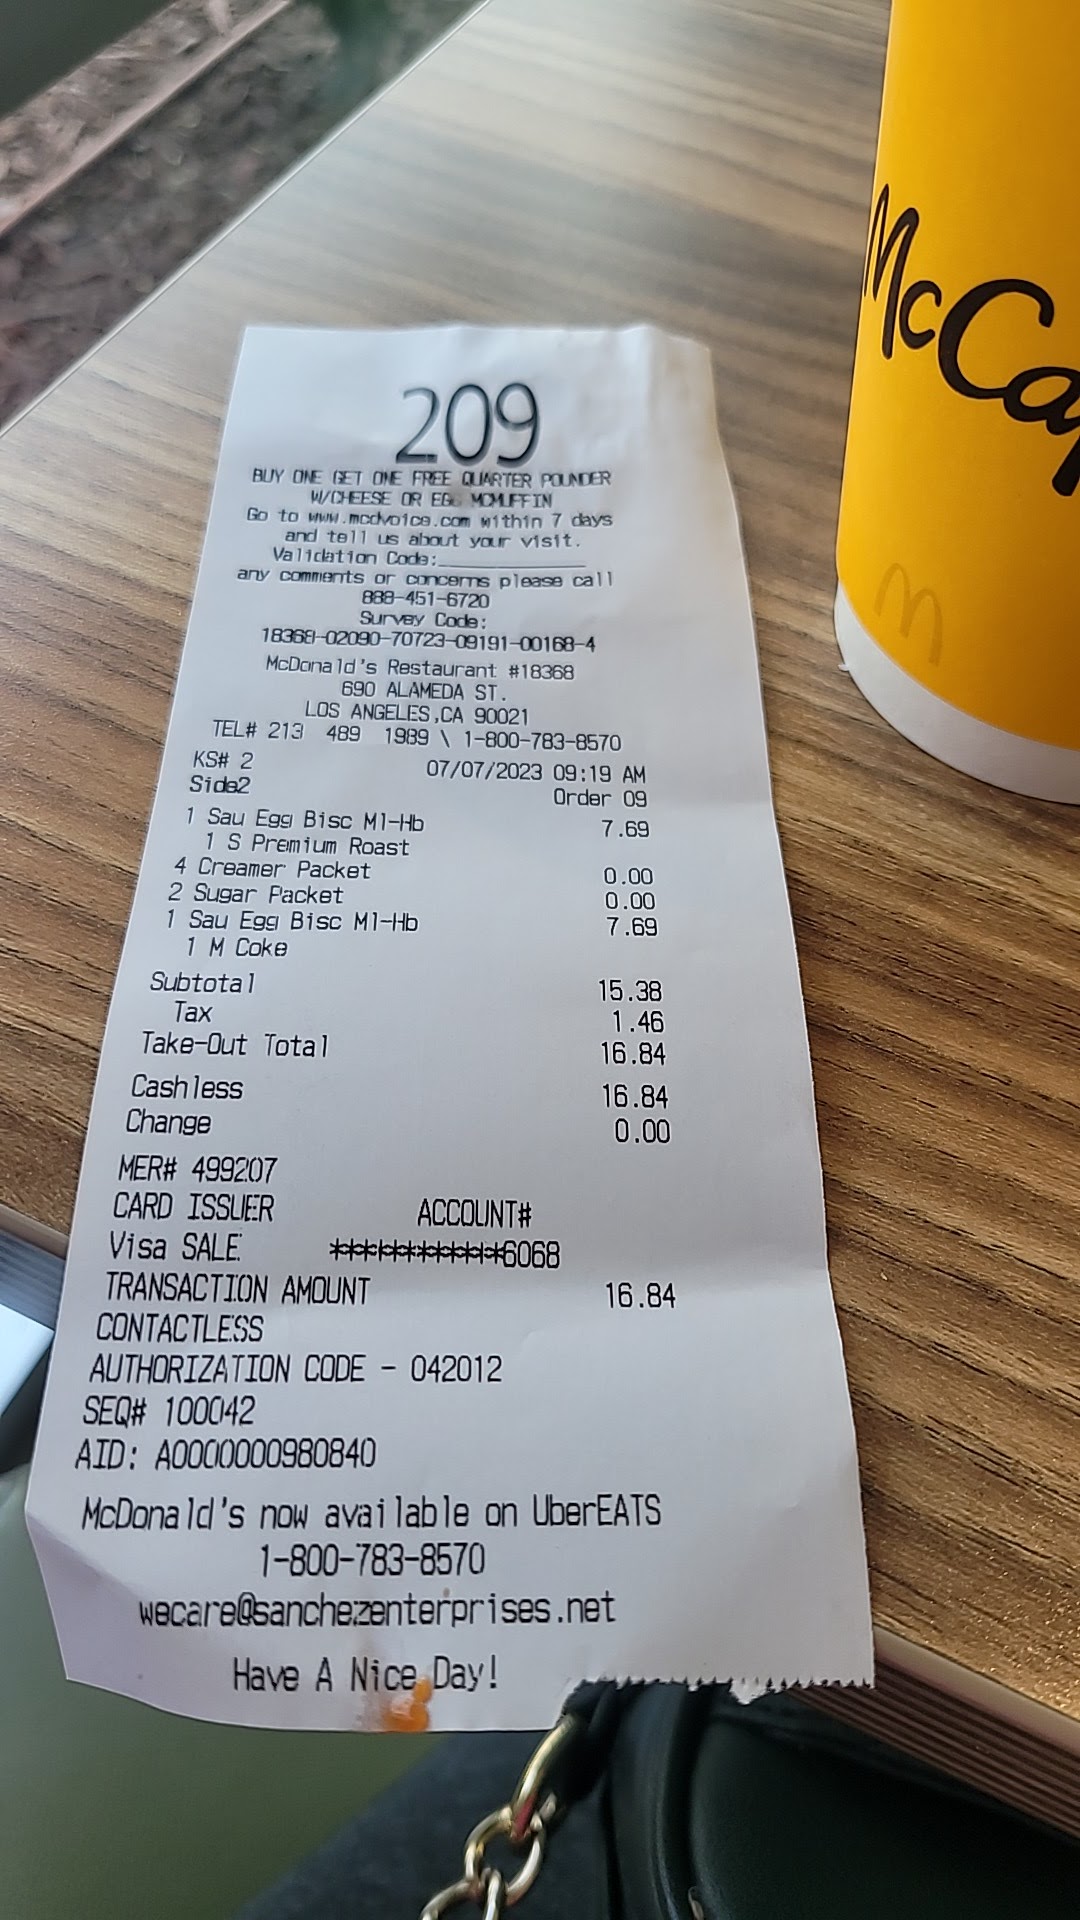 209
BUY ONE GET ONE FREE QUARTER POUNDER
W/CHEESE OR EGG MCMUFFIN
Go to www.mcdvoice.com within 7 days
and tell us about your visit.
Validation Code:______________
any comments or concerns please call
888-451-6720
Survey Code:
18368-02090-70723-09191-00168-4
McDonald's Restaurant #18368
690 ALAMEDA ST.
LOS ANGELES,CA 90021
TEL# 213 489 1989 \ 1-800-783-8570
KS# 2 07/07/2023 09:19 AM
Side2 Order 09
1 Sau Egg Bisc Ml-Hb 7.69
1 S Premium Roast
4 Creamer Packet 0.00
2 Sugar Packet 0.00
1 Sau Egg Bisc Ml-Hb 7.69
1 M Coke
Subtotal 15.38
Tax 1.46
Take-Out Total 16.84
Cashless 16.84
Change 0.00
MER# 499207
CARD ISSUER ACCOUNT#
Visa SALE ************6068
TRANSACTION AMOUNT 16.84
CONTACTLESS
AUTHORIZATION CODE - 042012
SEQ# 100042
AID: A0000000980840
McDonald's now available on UberEATS
1-800-783-8570
wecare@sanchezenterprises.net
Have A Nice Day!